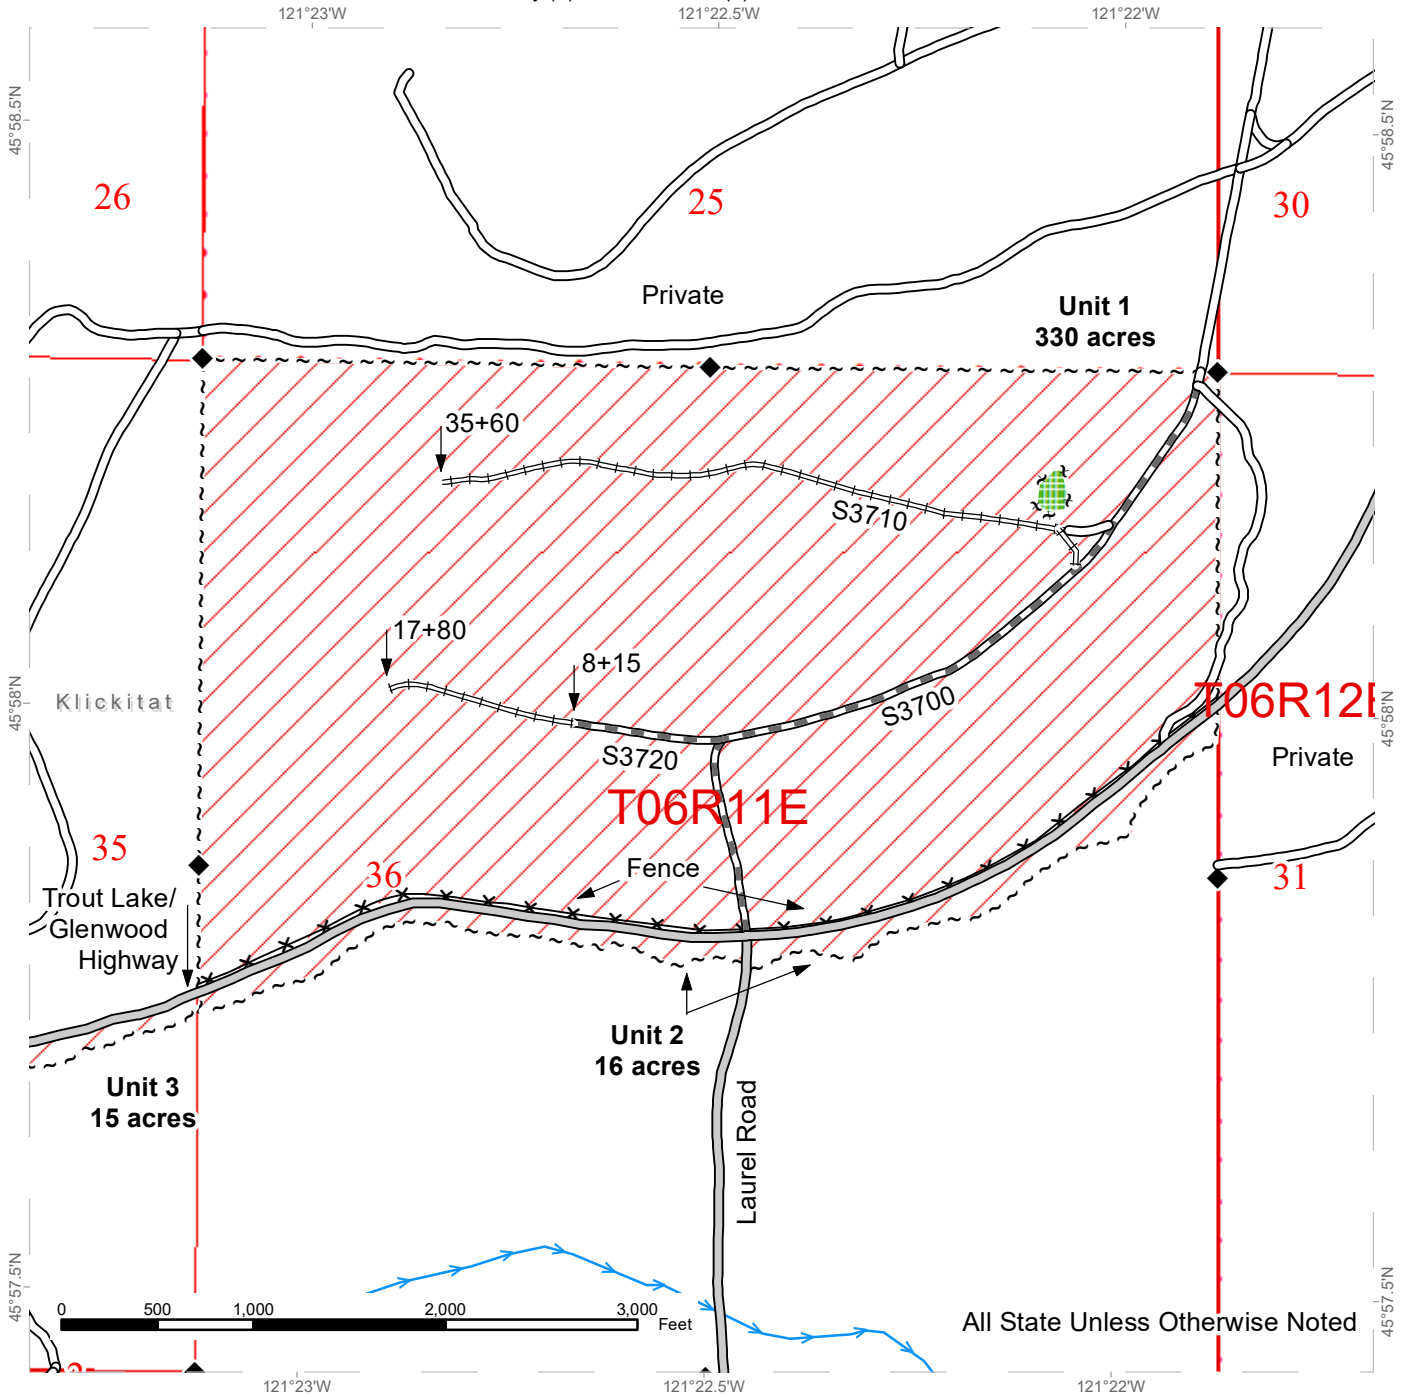 121°23'W
121°22.5'W
121°22'W
45°58.5'N
45°58.5'N
26
25
30
Private
Unit 1
330 acres
35+60
S3710
17+80
8+15
Klickitat
45°58'N
45°58'N
S3700
S3720
T06R12E
T06R11E
Private
35
36
31
Fence
Trout Lake/
Glenwood
Highway
Unit 2
16 acres
Unit 3
15 acres
Laurel Road
45°57.5'N
45°57.5'N
0 500 1,000 2,000 3,000
Feet
All State Unless Otherwise Noted
121°23'W
121°22.5'W
121°22'W